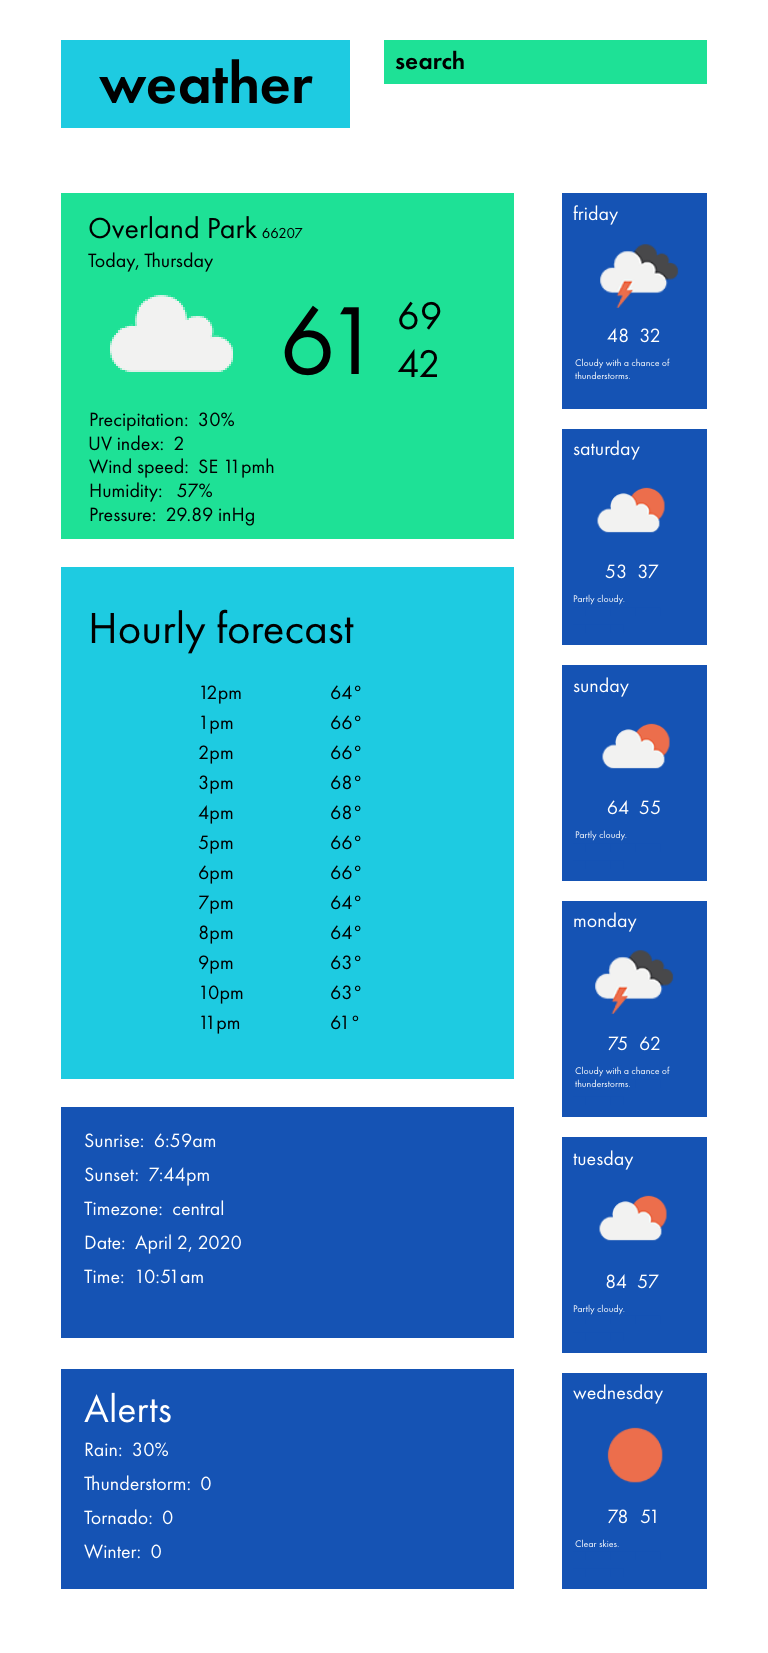 weather
search
Overland Park 66207
Today, Thursday
61
69
42
Precipitation: 30%
UV index: 2
Wind speed: SE 11pmh
Humidity: 57%
Pressure: 29.89 inHg
Hourly forecast
12pm 64°
1pm 66°
2pm 66°
3pm 68°
4pm 68°
5pm 66°
6pm 66°
7pm 64°
8pm 64°
9pm 63°
10pm 63°
11pm 61°
Sunrise: 6:59am
Sunset: 7:44pm
Timezone: central
Date: April 2, 2020
Time: 10:51am
Alerts
Rain: 30%
Thunderstorm: 0
Tornado: 0
Winter: 0
friday
48 32
Cloudy with a chance of
thunderstorms.
saturday
53 37
Partly cloudy.
sunday
64 55
Partly cloudy.
monday
75 62
Cloudy with a chance of
thunderstorms.
tuesday
84 57
Partly cloudy.
wednesday
78 51
Clear skies.